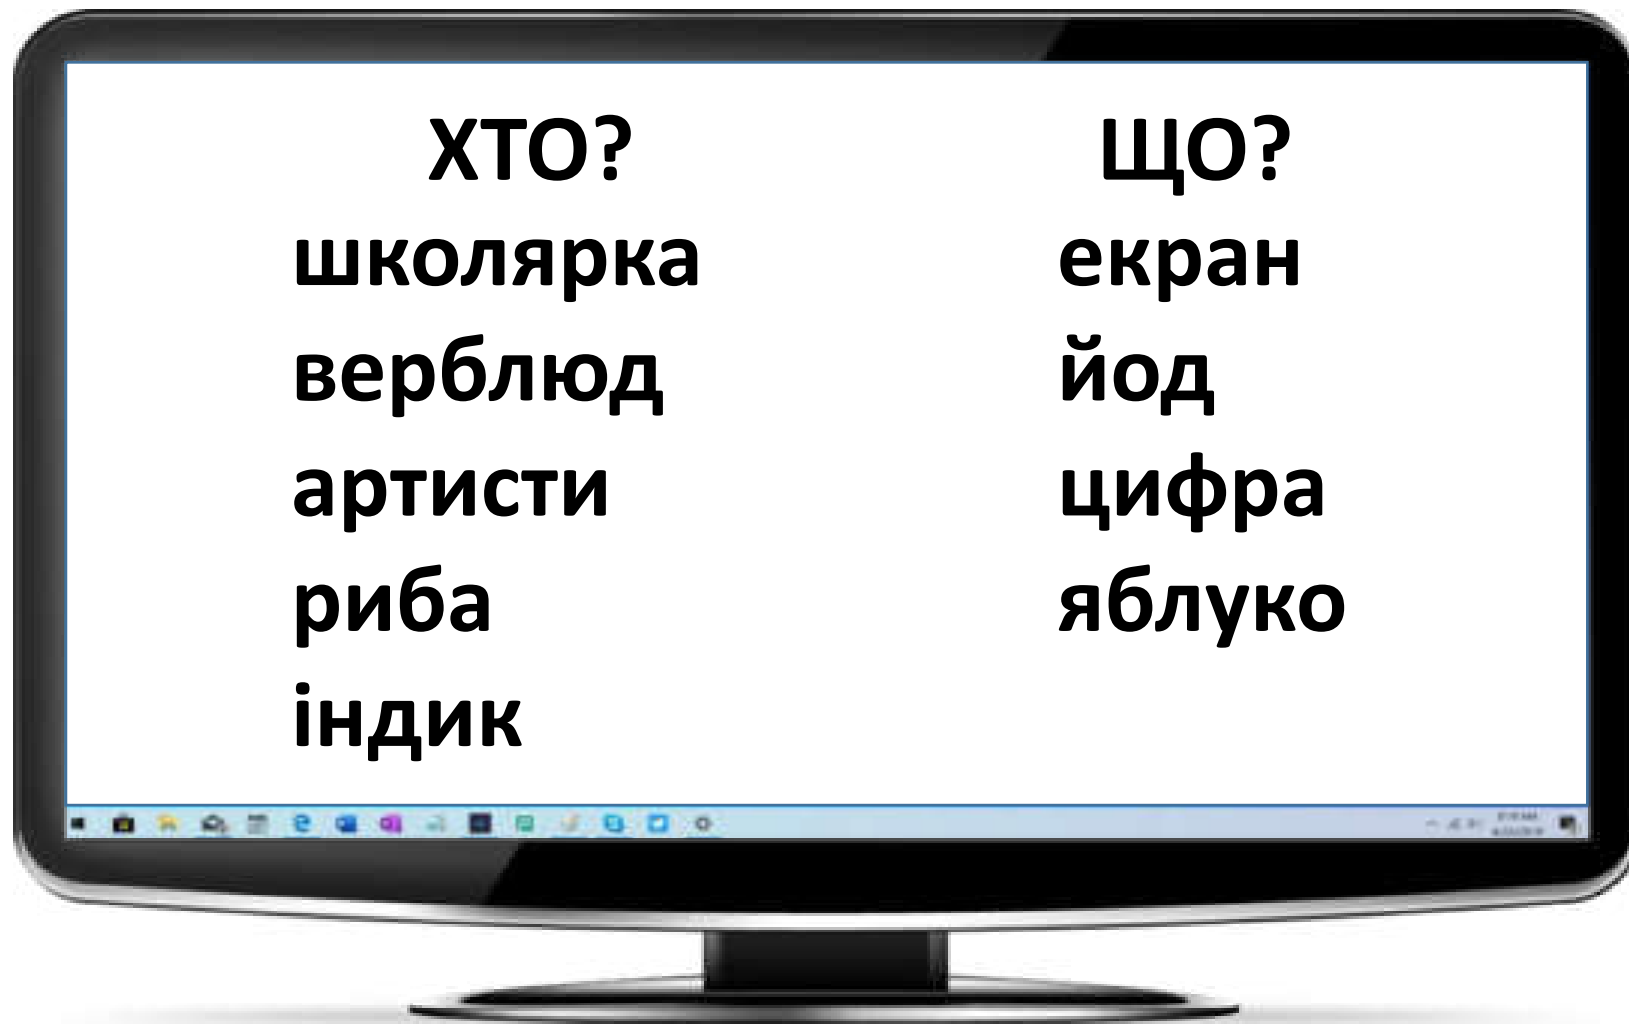 ХТО? ЩО?
школярка екран
верблюд йод
артисти цифра
риба яблуко
індик